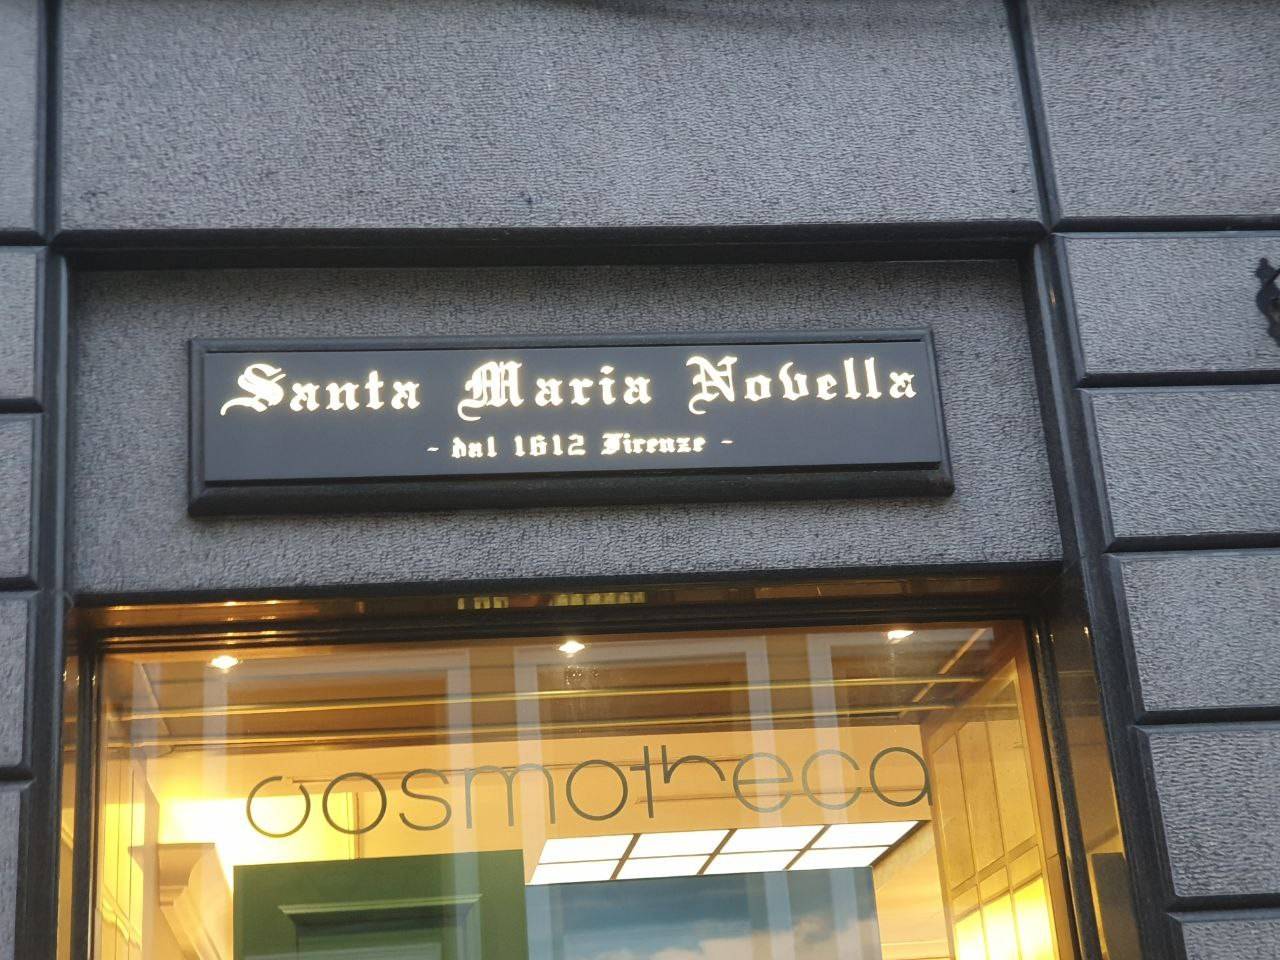 Santa Maria Novella
- dal 1612 Firenze -
cosmotheca